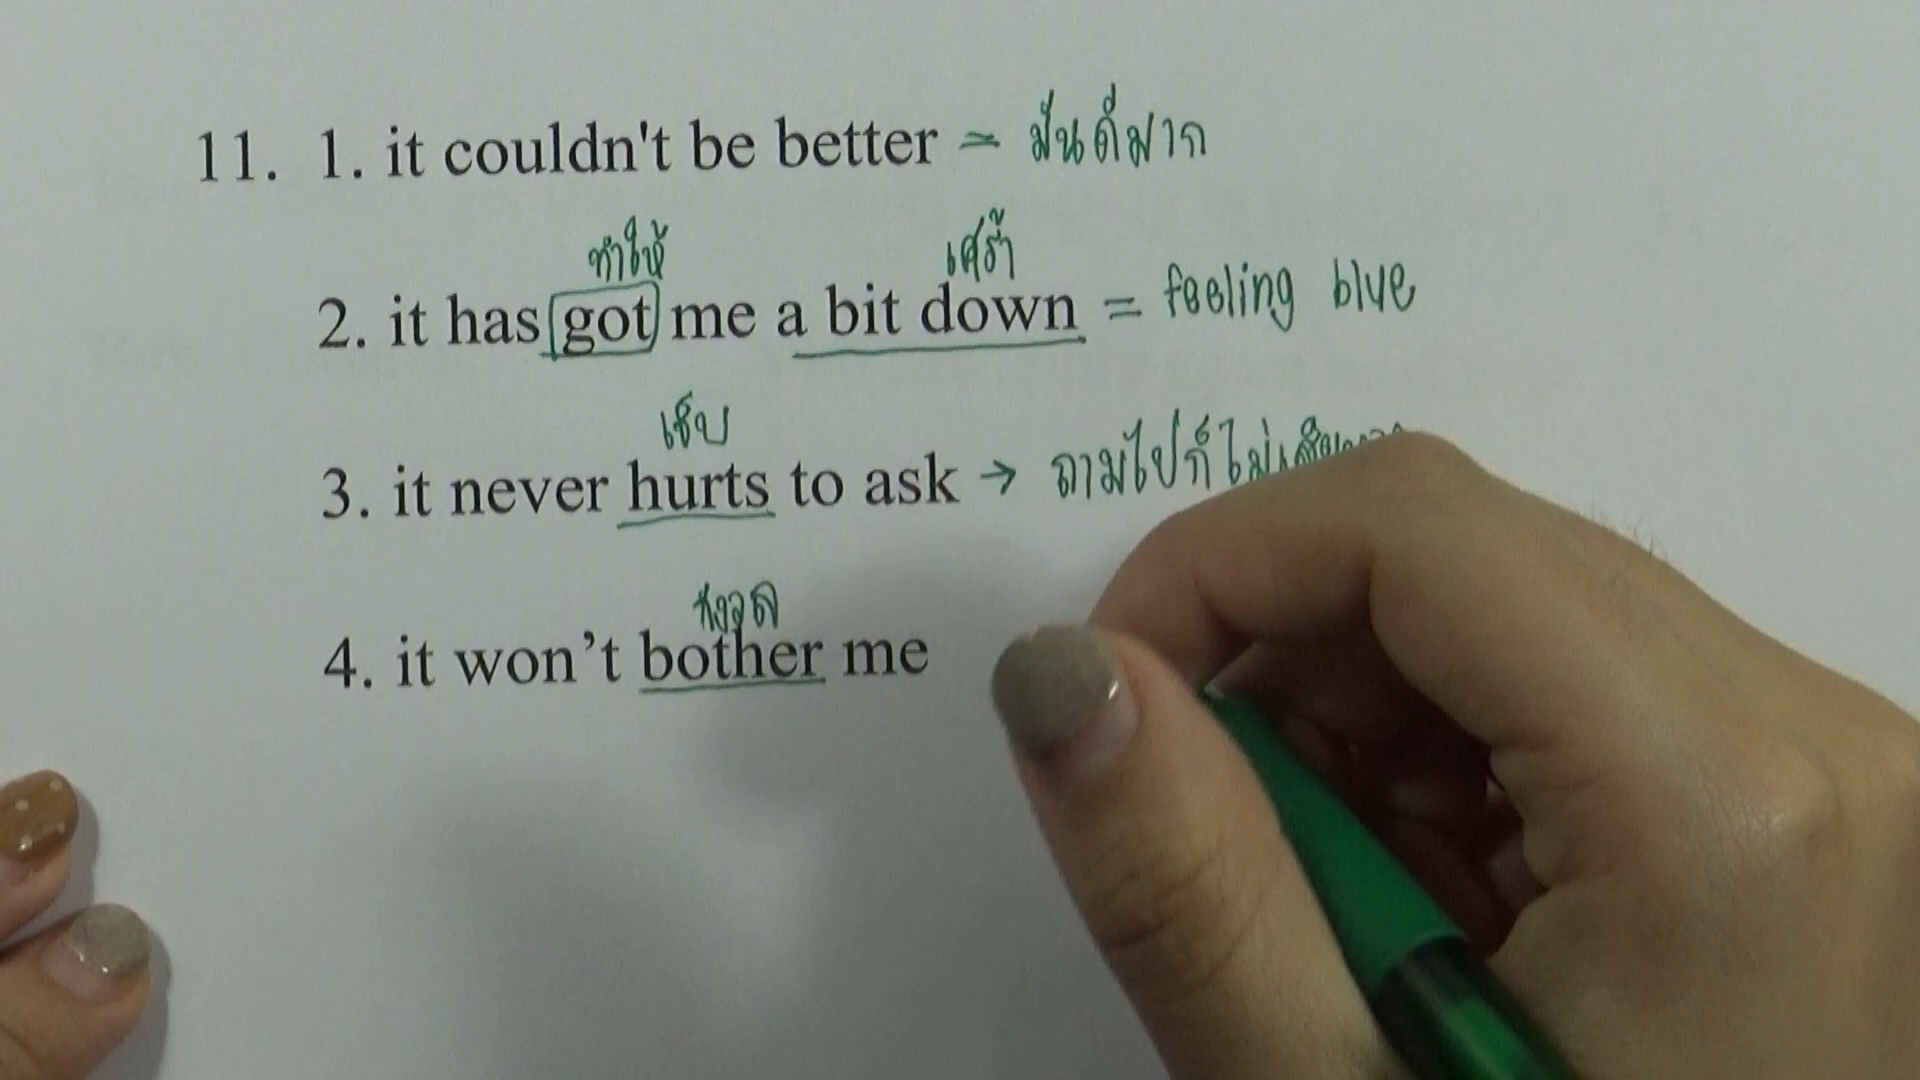 11. 1. it couldn't be better = มันดีมาก
ทำให้ เศร้า
2. it has got me a bit down = feeling blue
เจ็บ
3. it never hurts to ask → ถามไปก็ไม่
กังวล
4. it won’t bother me